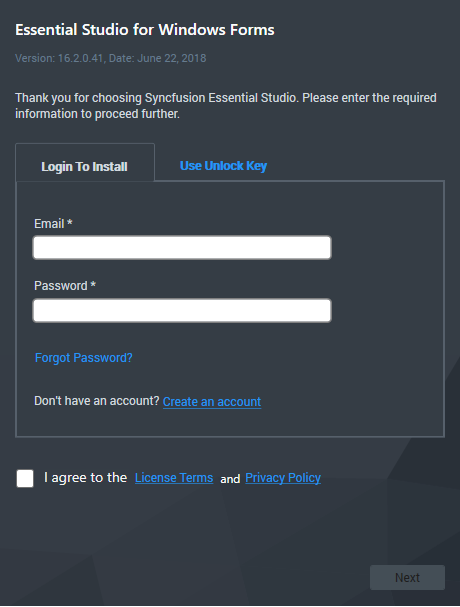 Essential Studio for Windows Forms
Version: 16.2.0.41, Date: June 22, 2018
Thank you for choosing Syncfusion Essential Studio. Please enter the required
information to proceed further.
Login To Install
Use Unlock Key
Email *
Password *
Forgot Password?
Don't have an account? Create an account
I agree to the License Terms and Privacy Policy
Next